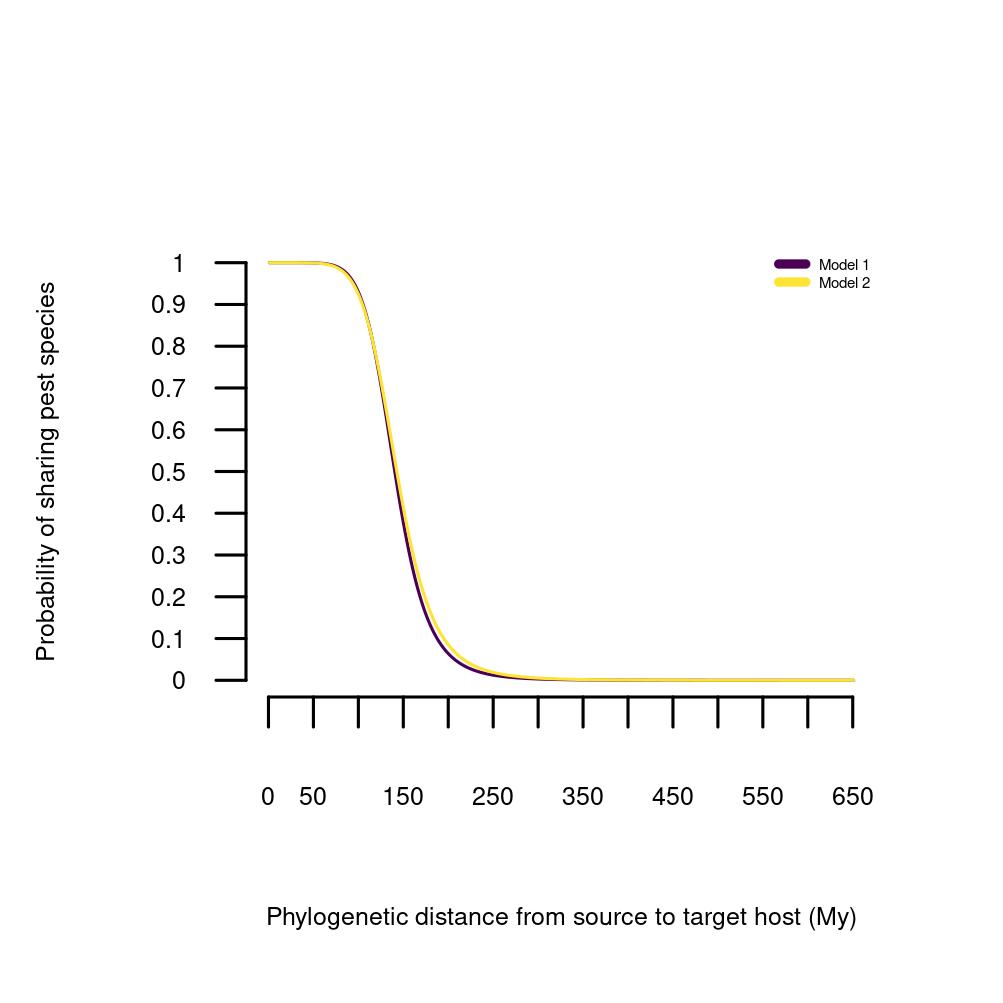 Probability of sharing pest species
1
0.9
0.8
0.7
0.6
0.5
0.4
0.3
0.2
0.1
0
Model 1
Model 2
0 50 150 250 350 450 550 650
Phylogenetic distance from source to target host (My)